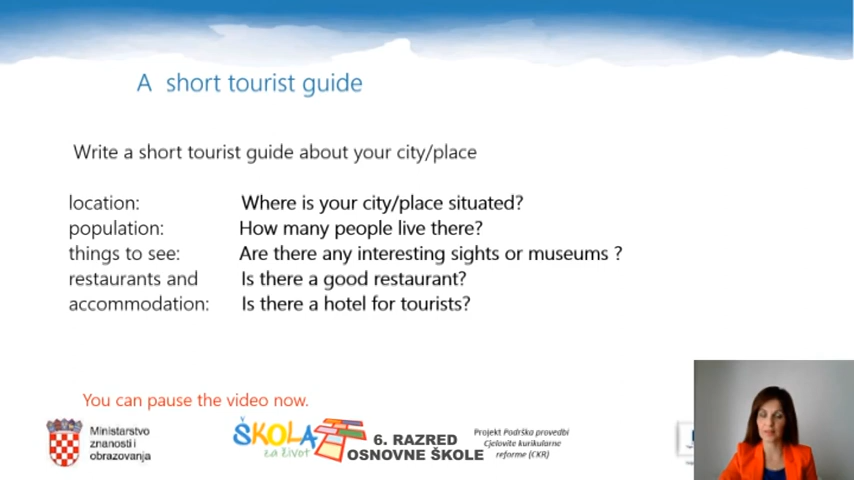 A short tourist guide
Write a short tourist guide about your city/place
location: Where is your city/place situated?
population: How many people live there?
things to see: Are there any interesting sights or museums ?
restaurants and Is there a good restaurant?
accommodation: Is there a hotel for tourists?
You can pause the video now.
Ministarstvo
znanosti i
obrazovanja
ŠKOLA
za život
6. RAZRED
OSNOVNE ŠKOLE
Projekt Podrška provedbi
Cjelovite kurikularne
reforme (CKR)